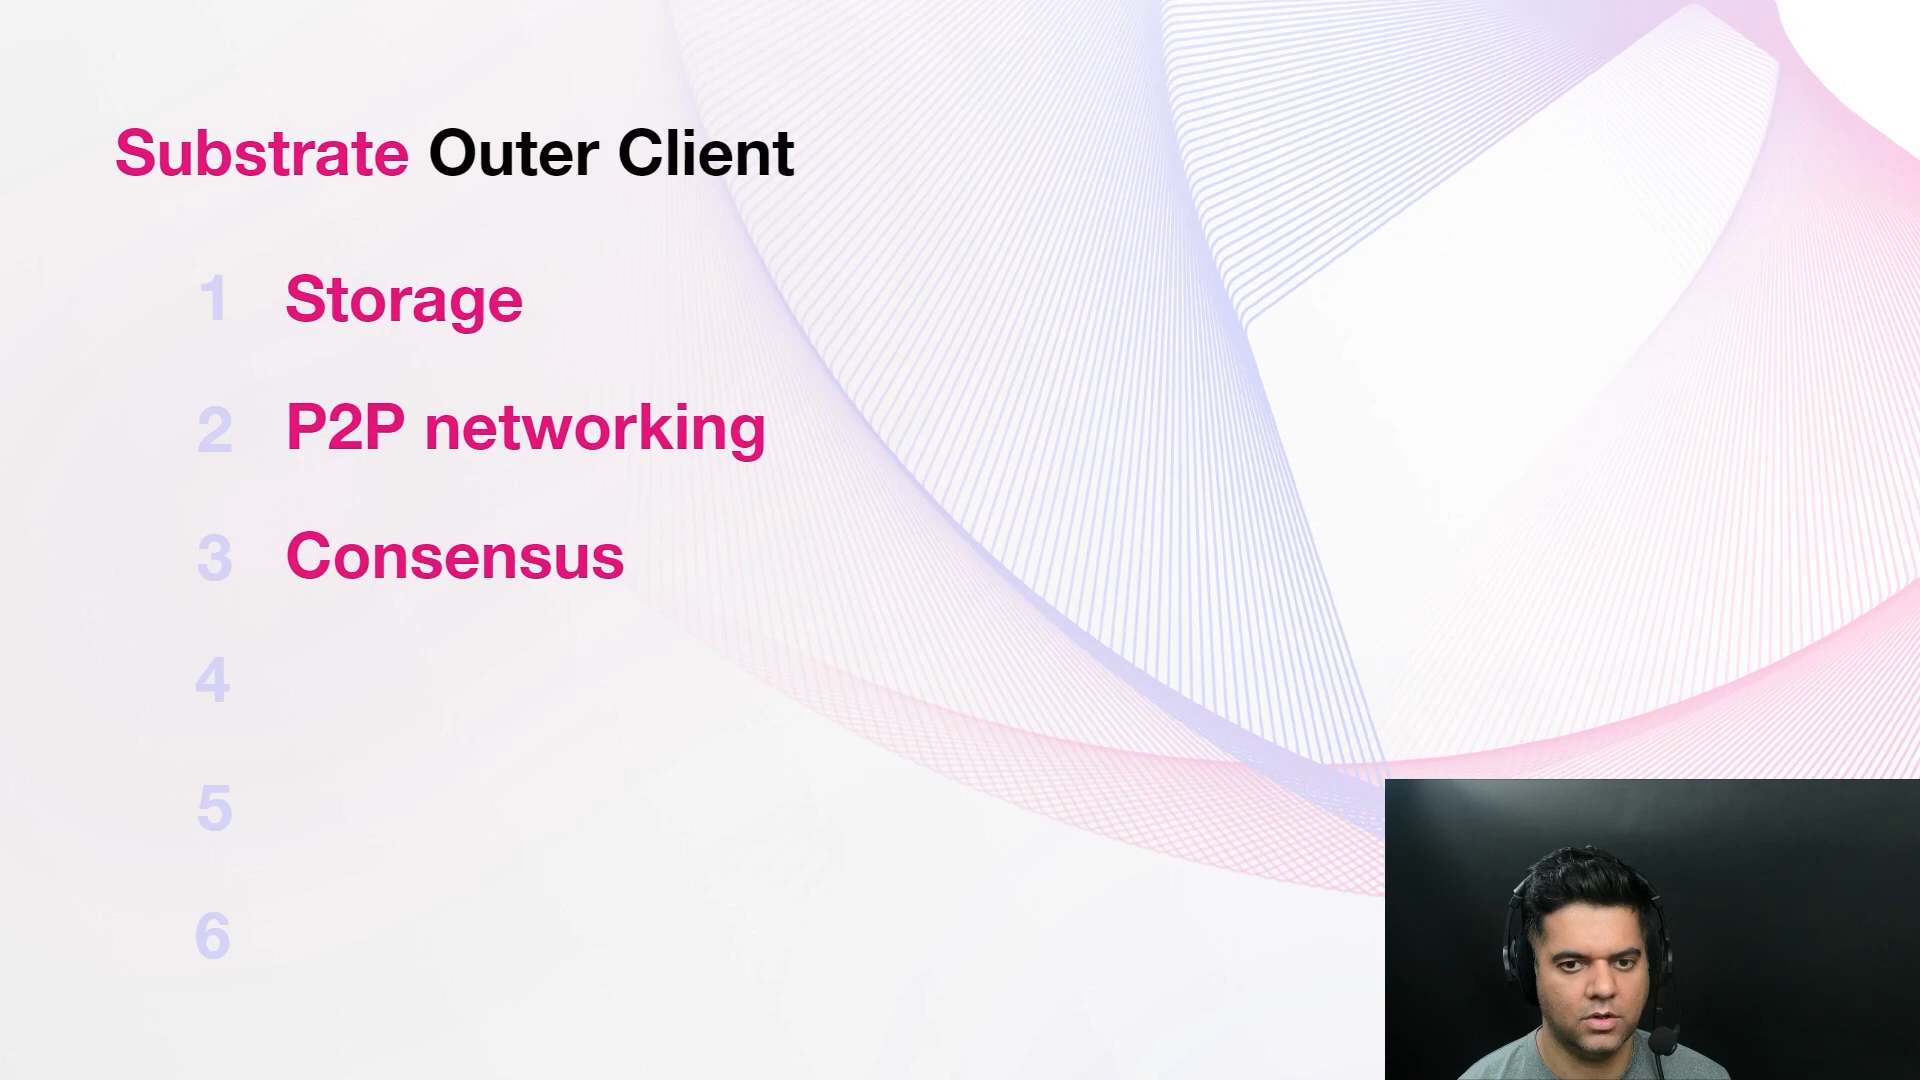 Substrate Outer Client
1 Storage
2 P2P networking
3 Consensus
4
5
6